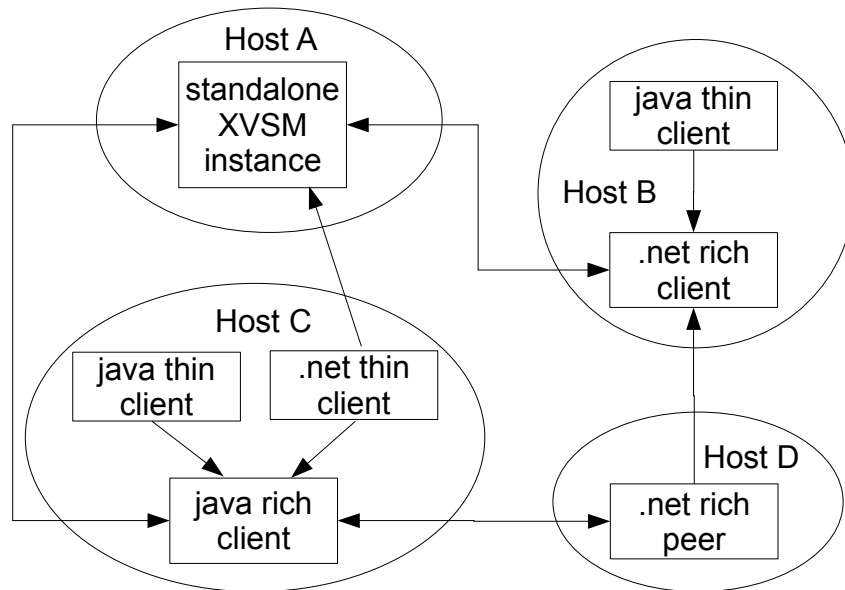 Host A
standalone
XVSM
instance
java thin
client
Host B
.net rich
client
Host C
java thin
client
.net thin
client
java rich
client
Host D
.net rich
peer